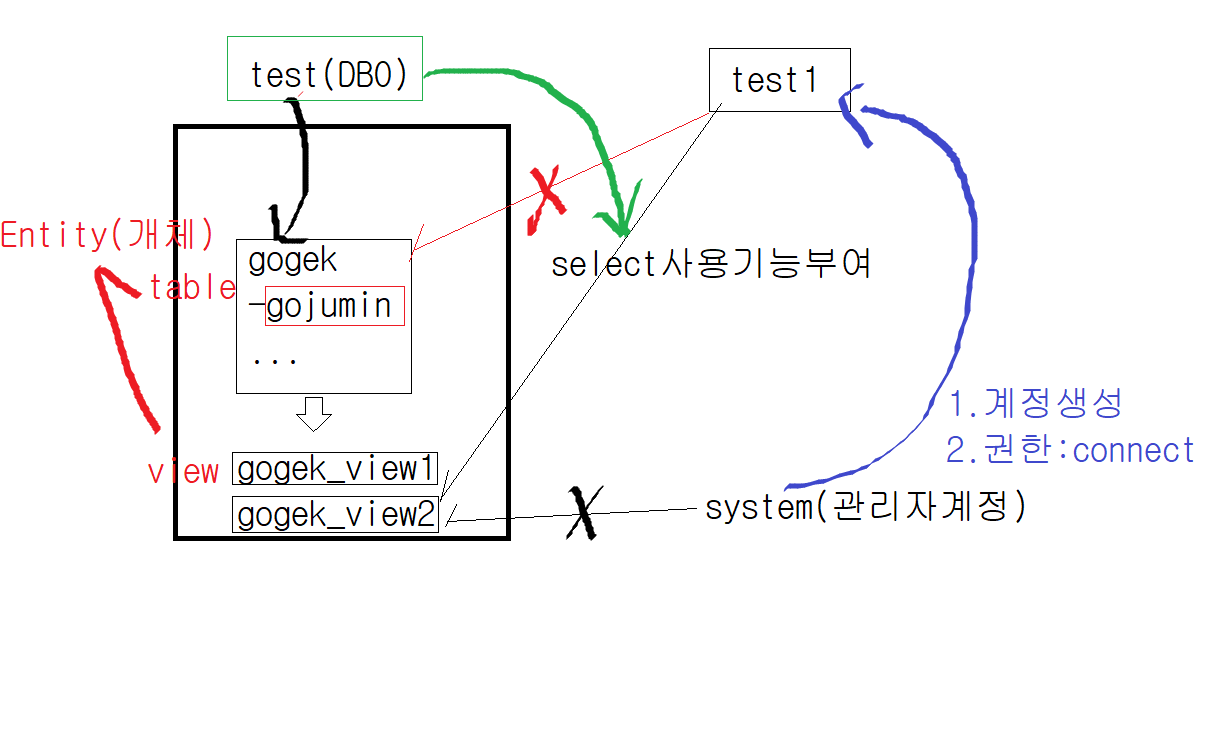 test(DBO)
test1
Entity(개체)
table
gogek
-gojumin
...
select사용기능부여
view
gogek_view1
gogek_view2
1.계정생성
2.권한:connect
system(관리자계정)